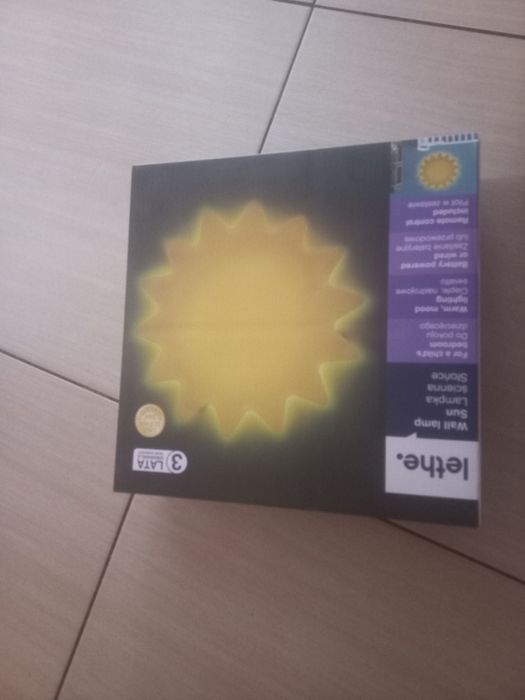 lethe.
Wall lamp
Sun
Lampka
ścienna
Słońce
For a child's
bedroom
Do pokoju
dziecięcego
Warm, mood
lighting
Ciepłe, nastrojowe
światło
Battery powered
or wired
Zasilanie bateryjne
lub przewodowe
Remote control
included
Pilot w zestawie
3
LATA